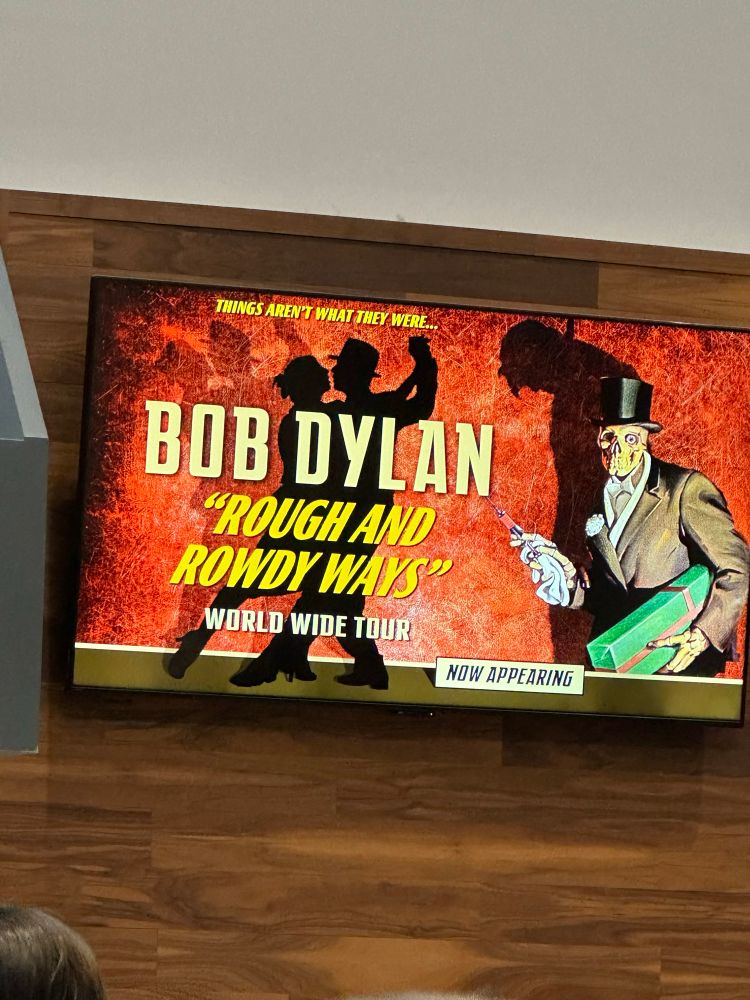 THINGS AREN'T WHAT THEY WERE...
BOB DYLAN
"ROUGH AND
ROWDY WAYS"
WORLD WIDE TOUR
NOW APPEARING